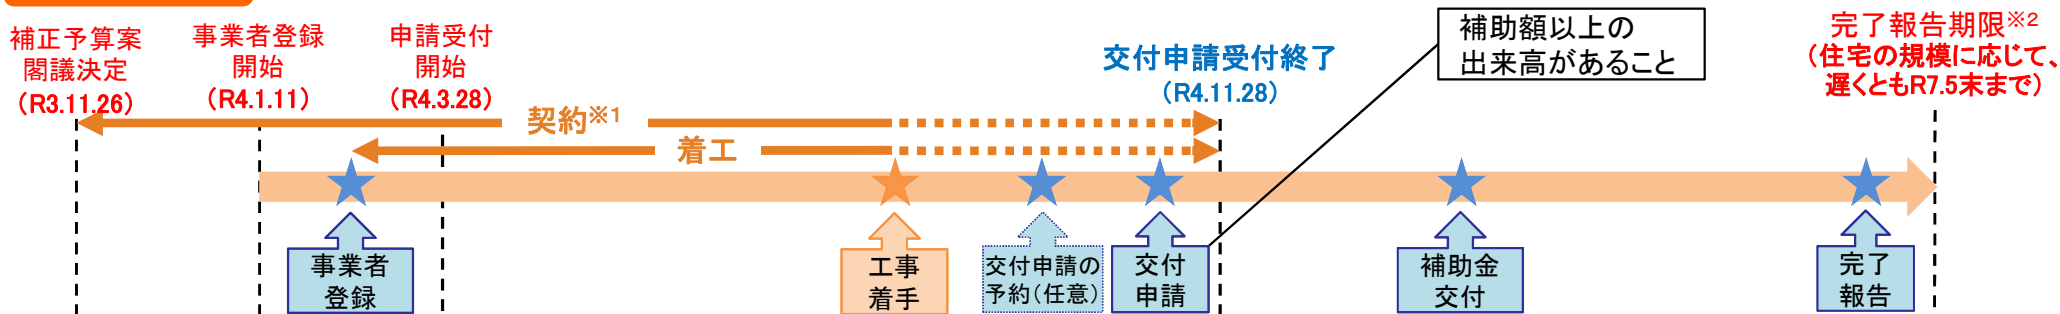 補正予算案
閣議決定
(R3.11.26)
事業者登録
開始
(R4.1.11)
申請受付
開始
(R4.3.28)
交付申請受付終了
(R4.11.28)
補助額以上の
出来高があること
完了報告期限※2
(住宅の規模に応じて、
遅くともR7.5末まで)
契約※1
着工
事業者
登録
工事
着手
交付申請の
予約(任意)
交付
申請
補助金
交付
完了
報告